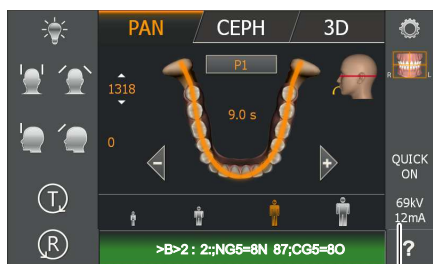 PAN
CEPH
3D
P1
1318
9.0 s
R
L
0
-
+
QUICK
ON
69kV
12mA
T
R
>B>2 : 2:;NG5=8N 87;CG5=8O
?